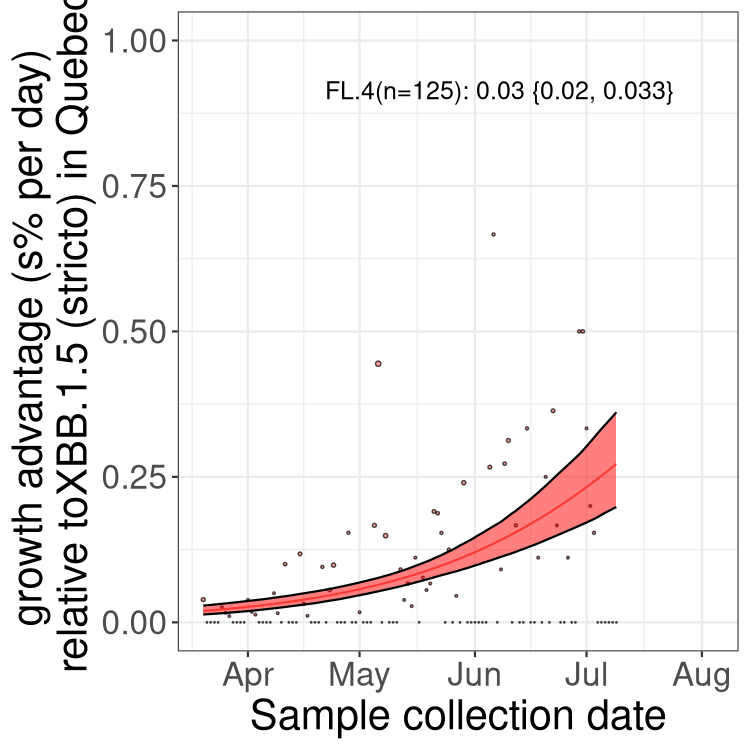 growth advantage (s% per day)
relative toXBB.1.5 (stricto) in Quebec
1.00
0.75
0.50
0.25
0.00
FL.4(n=125): 0.03 {0.02, 0.033}
Apr
May
Jun
Jul
Aug
Sample collection date